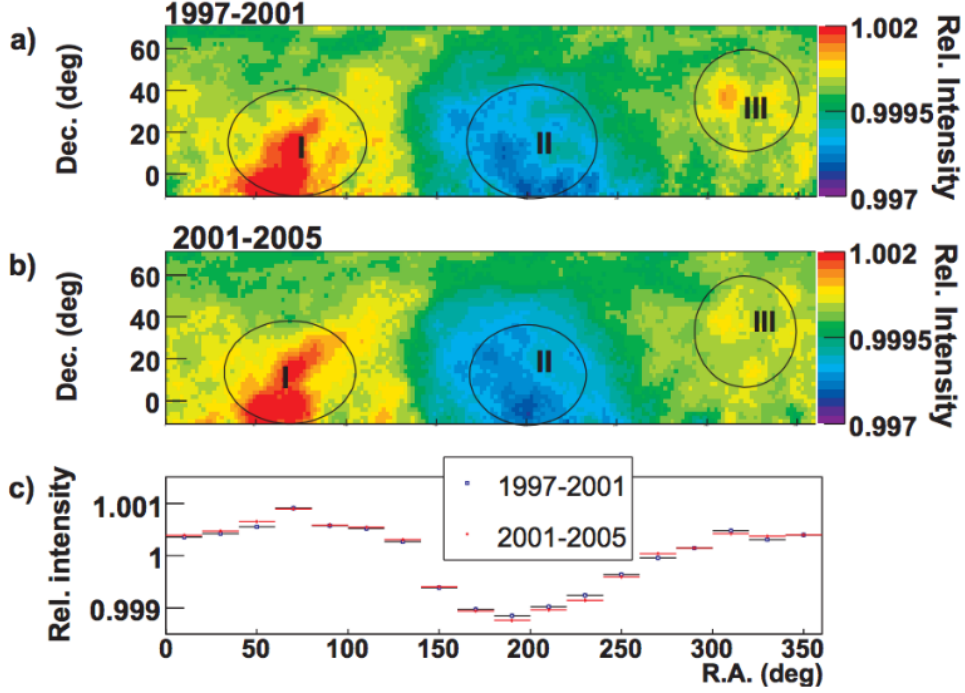 1997-2001
a)
Dec. (deg)
60
40
20
0
I
II
III
1.002
0.9995
0.997
Rel. Intensity
2001-2005
b)
Dec. (deg)
60
40
20
0
I
II
III
1.002
0.9995
0.997
Rel. Intensity
c)
Rel. intensity
1.001
1
0.999
1997-2001
2001-2005
0 50 100 150 200 250 300 350
R.A. (deg)